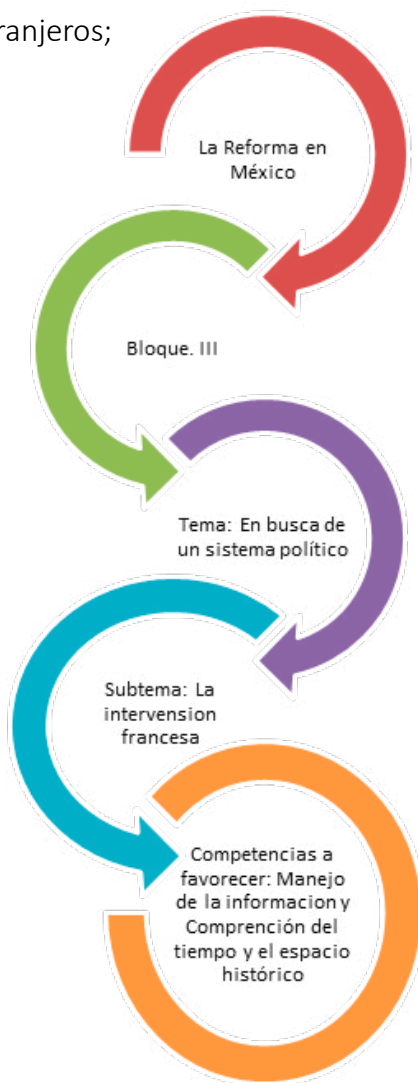 ranjeros;
La Reforma en
México
Bloque. III
Tema: En busca de
un sistema político
Subtema: La
intervension
francesa
Competencias a
favorecer: Manejo
de la informacion y
Comprención del
tiempo y el espacio
histórico